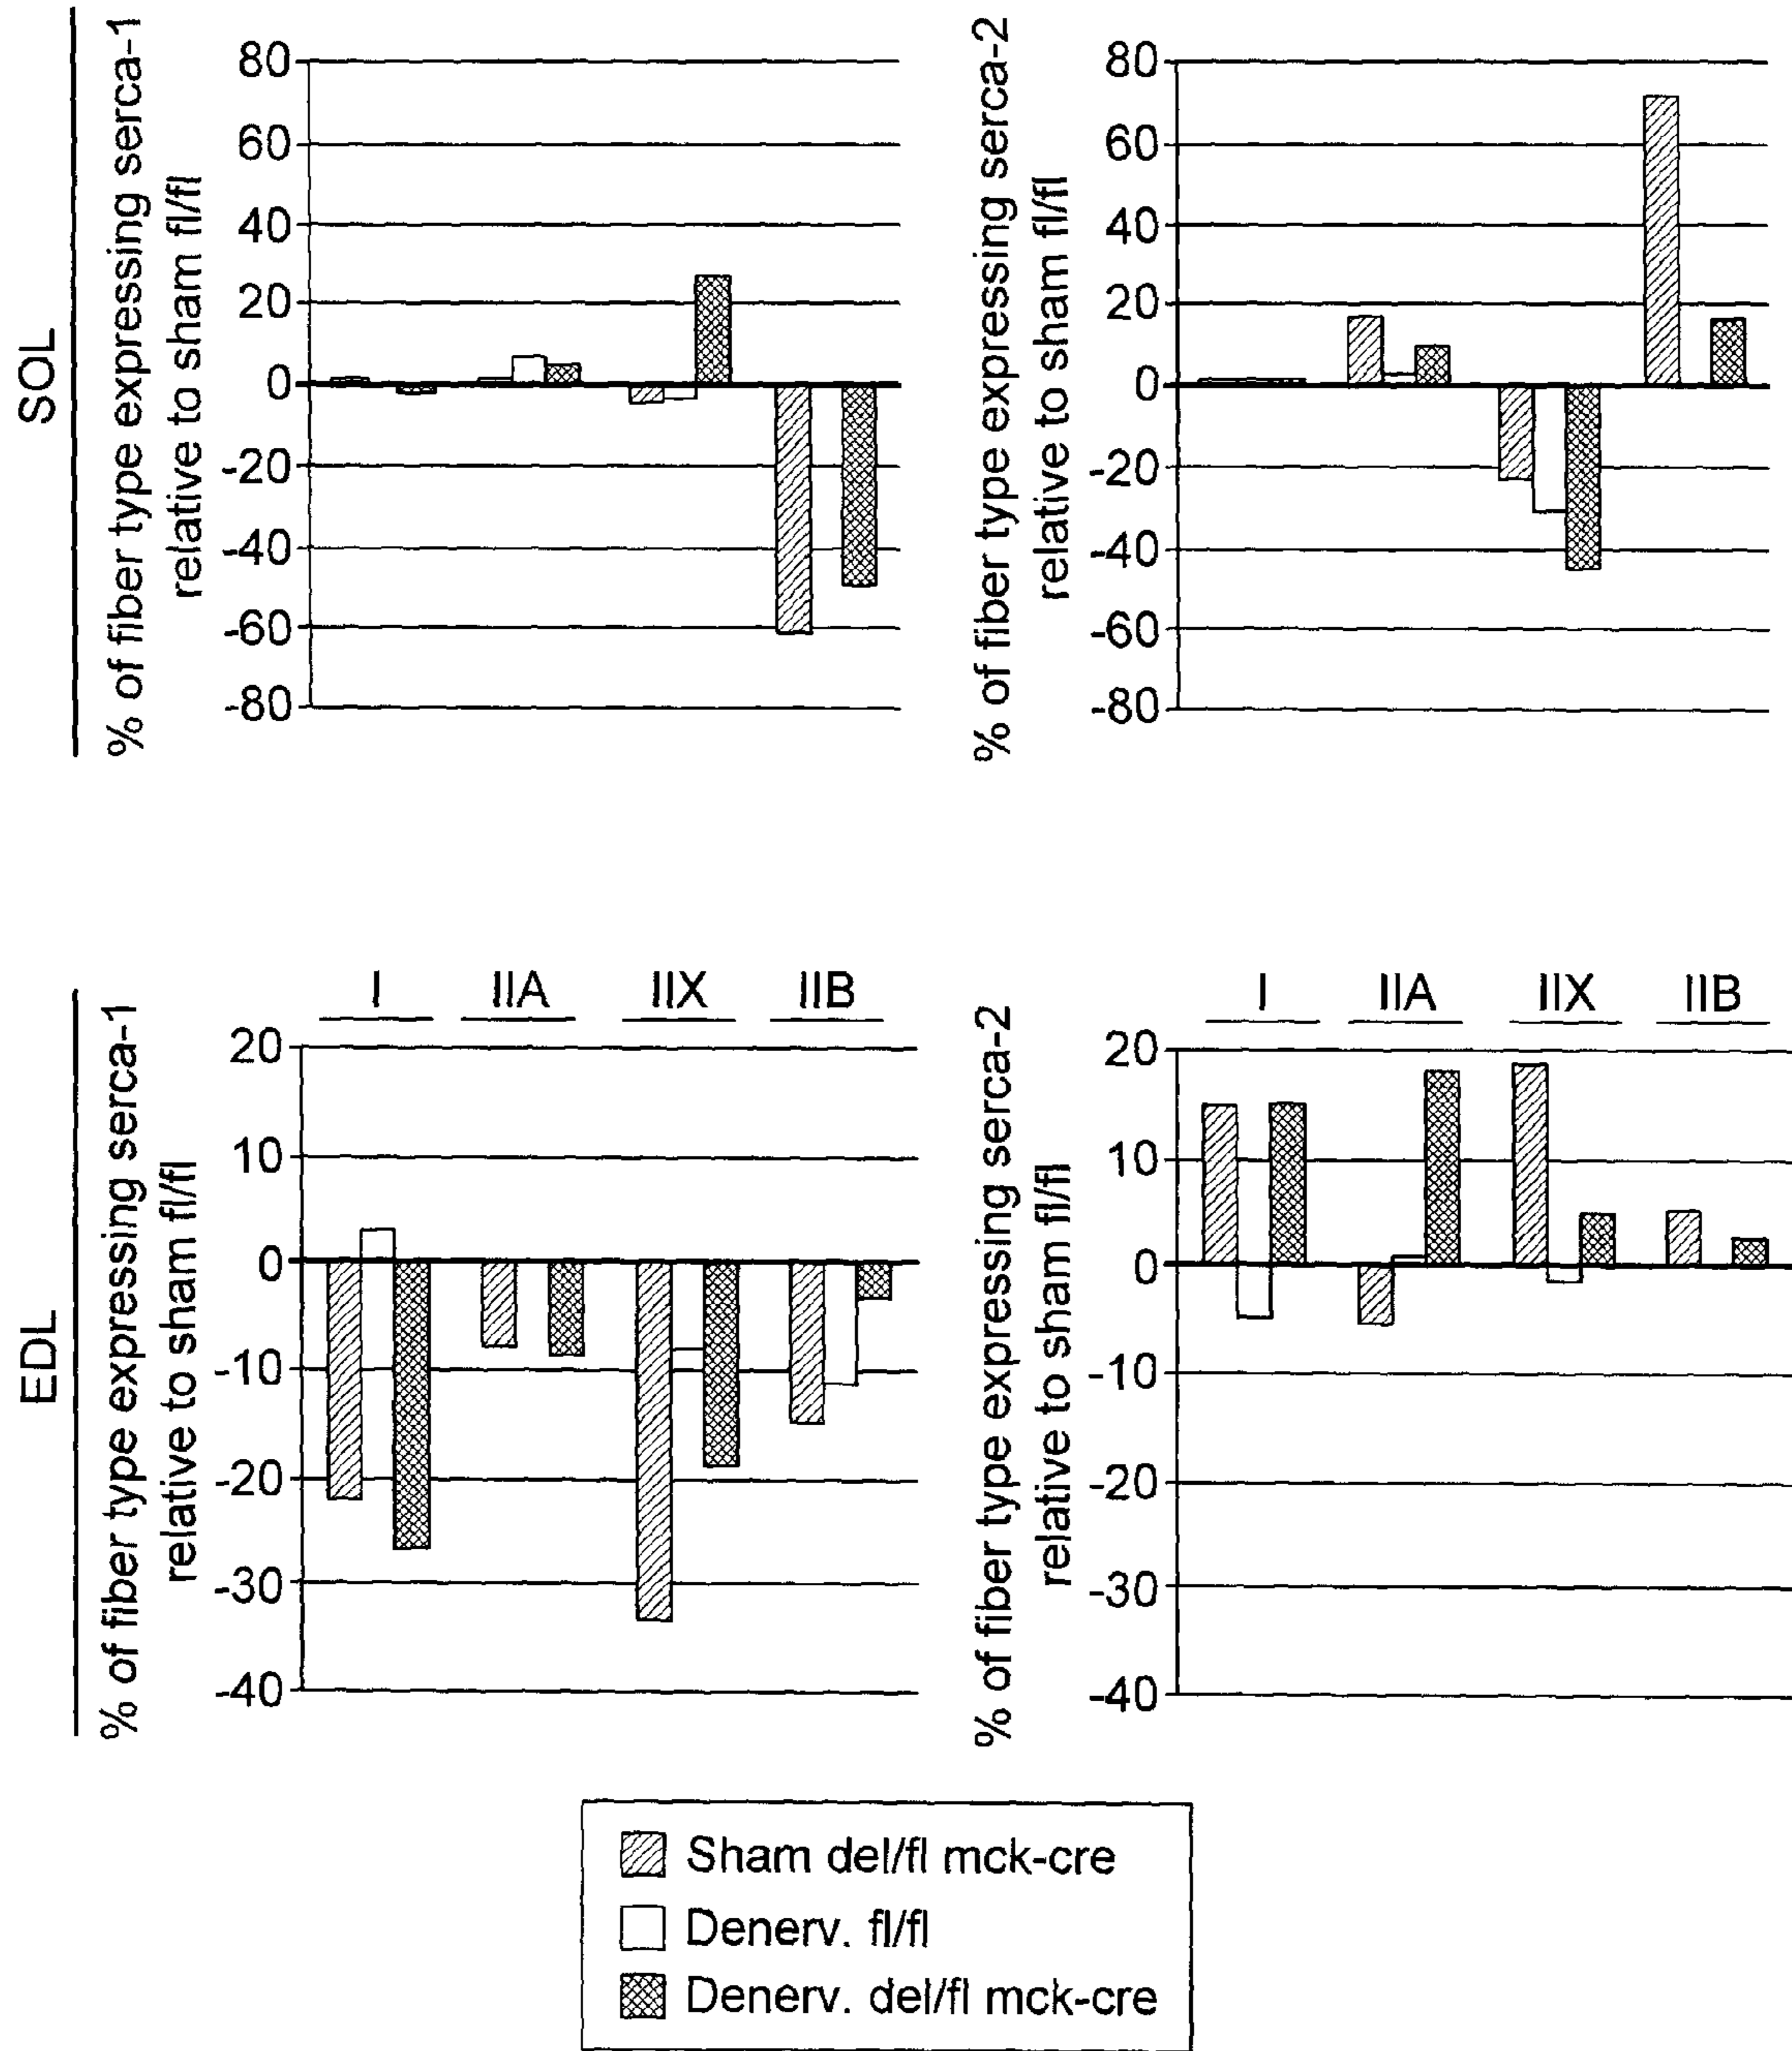 SOL
% of fiber type expressing serca-1
relative to sham fl/fl
80
60
40
20
0
-20
-40
-60
-80
% of fiber type expressing serca-2
relative to sham fl/fl
80
60
40
20
0
-20
-40
-60
-80
EDL
% of fiber type expressing serca-1
relative to sham fl/fl
I IIA IIX IIB
20
10
0
-10
-20
-30
-40
% of fiber type expressing serca-2
relative to sham fl/fl
I IIA IIX IIB
20
10
0
-10
-20
-30
-40
Sham del/fl mck-cre
Denerv. fl/fl
Denerv. del/fl mck-cre